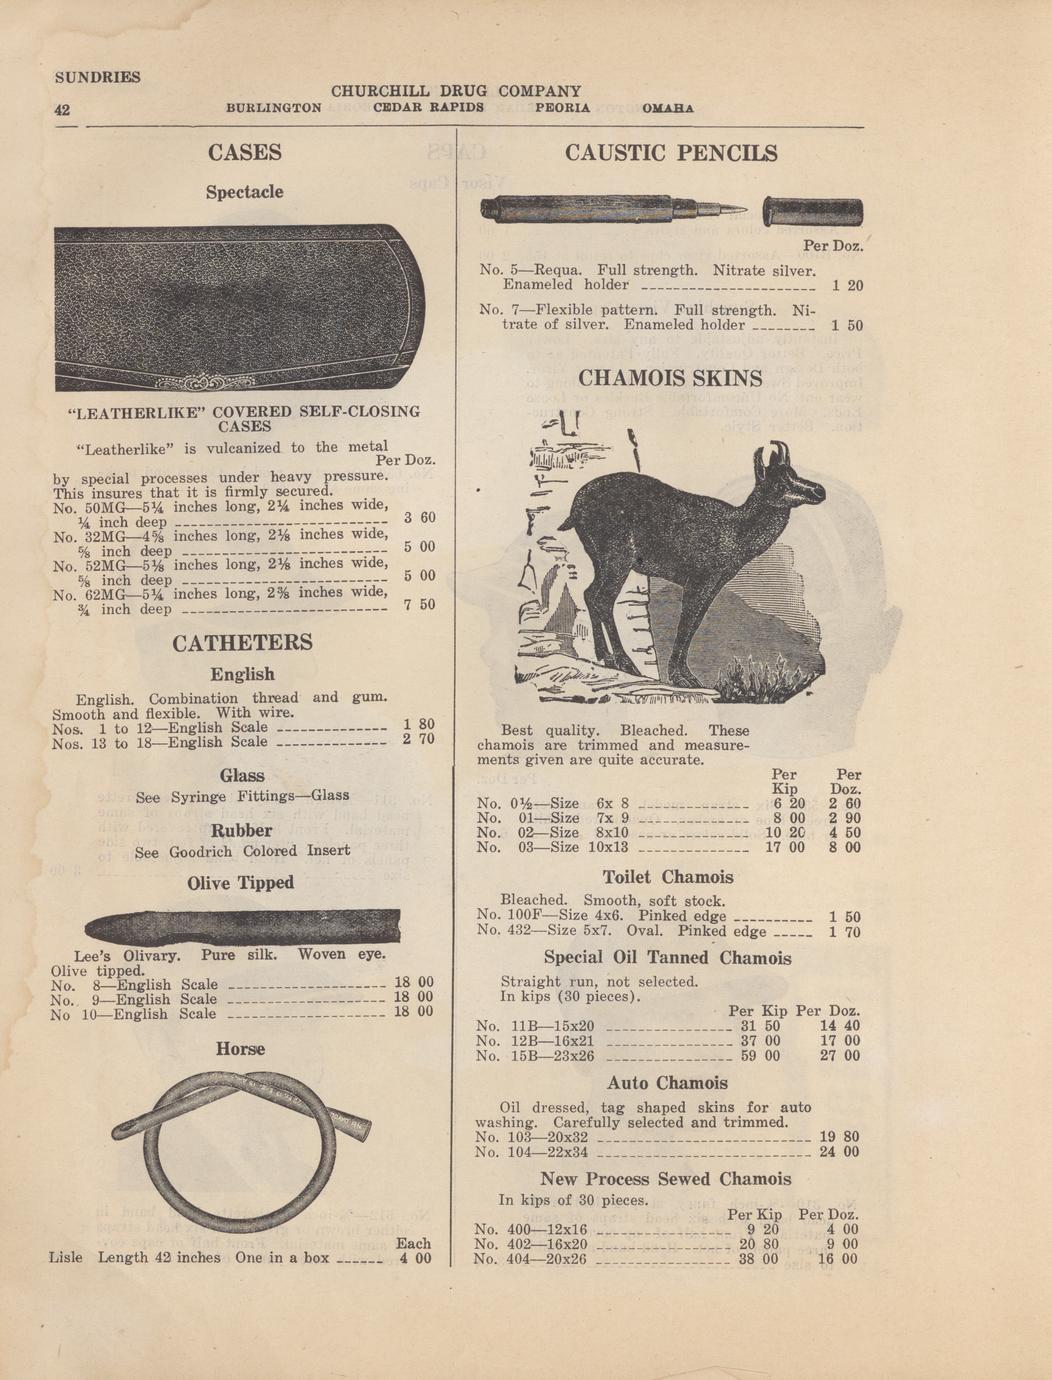 SUNDRIES
CHURCHILL DRUG COMPANY
42 BURLINGTON CEDAR RAPIDS PEORIA OMAHA
CASES
Spectacle
"LEATHERLIKE" COVERED SELF-CLOSING
CASES
"Leatherlike" is vulcanized to the metal
Per Doz.
by special processes under heavy pressure.
This insures that it is firmly secured.
No. 50MG—5¼ inches long, 2¼ inches wide,
¼ inch deep 3 60
No. 32MG—4⅝ inches long, 2⅛ inches wide,
⅝ inch deep 5 00
No. 52MG—5⅛ inches long, 2⅛ inches wide,
⅝ inch deep 5 00
No. 62MG—5¼ inches long, 2⅜ inches wide,
¾ inch deep 7 50
CATHETERS
English
English. Combination thread and gum.
Smooth and flexible. With wire.
Nos. 1 to 12—English Scale 1 80
Nos. 13 to 18—English Scale 2 70
Glass
See Syringe Fittings—Glass
Rubber
See Goodrich Colored Insert
Olive Tipped
Lee's Olivary. Pure silk. Woven eye.
Olive tipped.
No. 8—English Scale 18 00
No. 9—English Scale 18 00
No 10—English Scale 18 00
Horse
Each
Lisle Length 42 inches One in a box 4 00
CAUSTIC PENCILS
Per Doz.
No. 5—Requa. Full strength. Nitrate silver.
Enameled holder 1 20
No. 7—Flexible pattern. Full strength. Ni-
trate of silver. Enameled holder 1 50
CHAMOIS SKINS
Best quality. Bleached. These
chamois are trimmed and measure-
ments given are quite accurate.
Per Per
Kip Doz.
No. 0½—Size 6x 8 6 20 2 60
No. 01—Size 7x 9 8 00 2 90
No. 02—Size 8x10 10 20 4 50
No. 03—Size 10x13 17 00 8 00
Toilet Chamois
Bleached. Smooth, soft stock.
No. 100F—Size 4x6. Pinked edge 1 50
No. 432—Size 5x7. Oval. Pinked edge 1 70
Special Oil Tanned Chamois
Straight run, not selected.
In kips (30 pieces).
Per Kip Per Doz.
No. 11B—15x20 31 50 14 40
No. 12B—16x21 37 00 17 00
No. 15B—23x26 59 00 27 00
Auto Chamois
Oil dressed, tag shaped skins for auto
washing. Carefully selected and trimmed.
No. 103—20x32 19 80
No. 104—22x34 24 00
New Process Sewed Chamois
In kips of 30 pieces.
Per Kip Per Doz.
No. 400—12x16 9 20 4 00
No. 402—16x20 20 80 9 00
No. 404—20x26 38 00 16 00